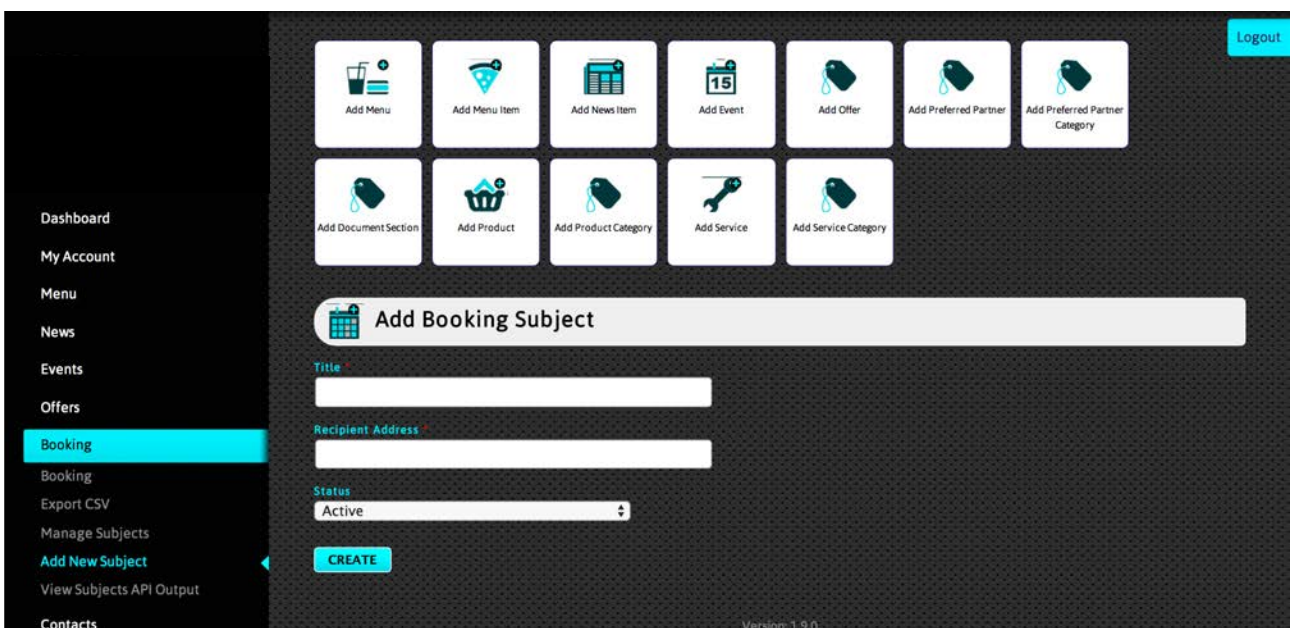 Logout
Add Menu
Add Menu Item
Add News Item
15
Add Event
Add Offer
Add Preferred Partner
Add Preferred Partner
Category
Add Document Section
Add Product
Add Product Category
Add Service
Add Service Category
Dashboard
My Account
Menu
News
Events
Offers
Booking
Booking
Export CSV
Manage Subjects
Add New Subject
View Subjects API Output
Contacts
Add Booking Subject
Title *
Recipient Address *
Status
Active
CREATE
Version: 1.9.0